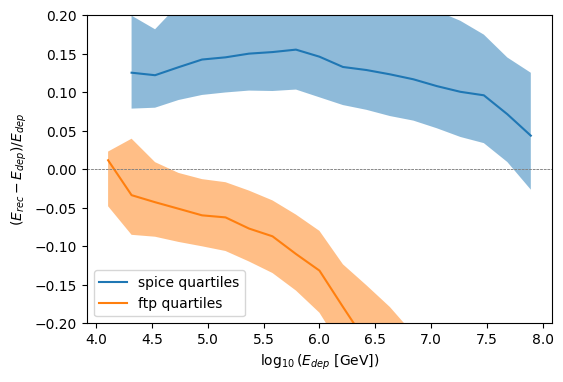 0.20
0.15
0.10
0.05
0.00
−0.05
−0.10
−0.15
−0.20
(E_rec − E_dep)/E_dep
spice quartiles
ftp quartiles
4.0 4.5 5.0 5.5 6.0 6.5 7.0 7.5 8.0
log10 (E_dep [GeV])